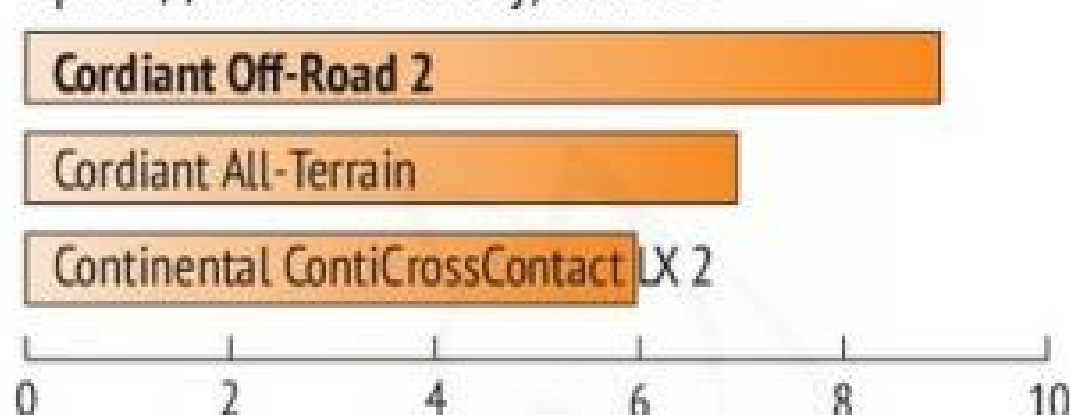 Cordiant Off-Road 2
Cordiant All-Terrain
Continental ContiCrossContact LX 2
0 2 4 6 8 10